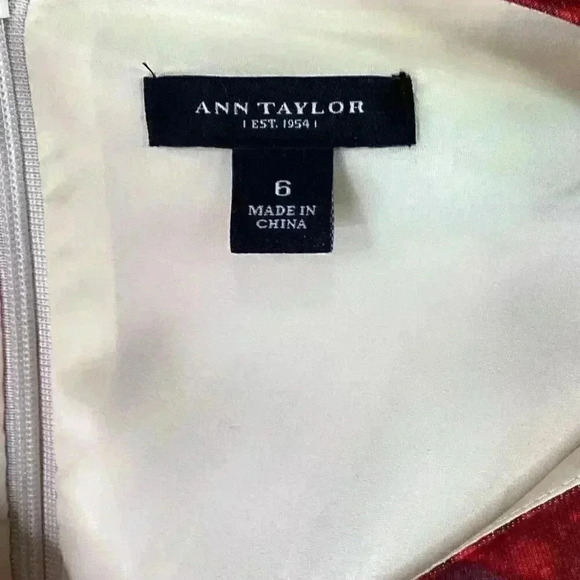 ANN TAYLOR
| EST. 1954 |
6
MADE IN
CHINA